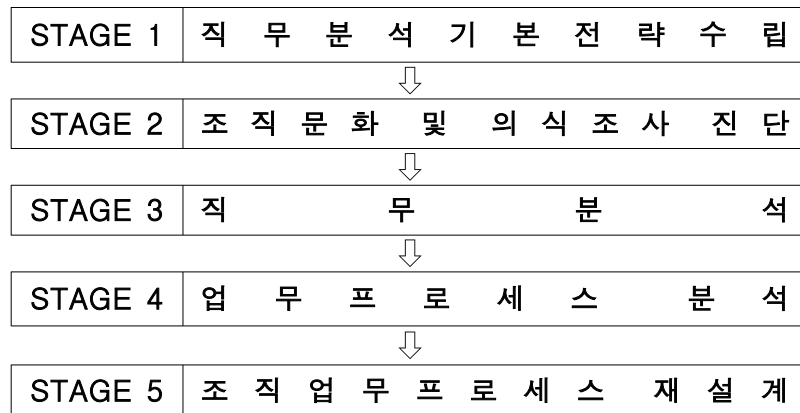 STAGE 1 직무분석기본전략수립
STAGE 2 조직문화 및 의식조사 진단
STAGE 3 직무분석
STAGE 4 업무프로세스 분석
STAGE 5 조직업무프로세스 재설계